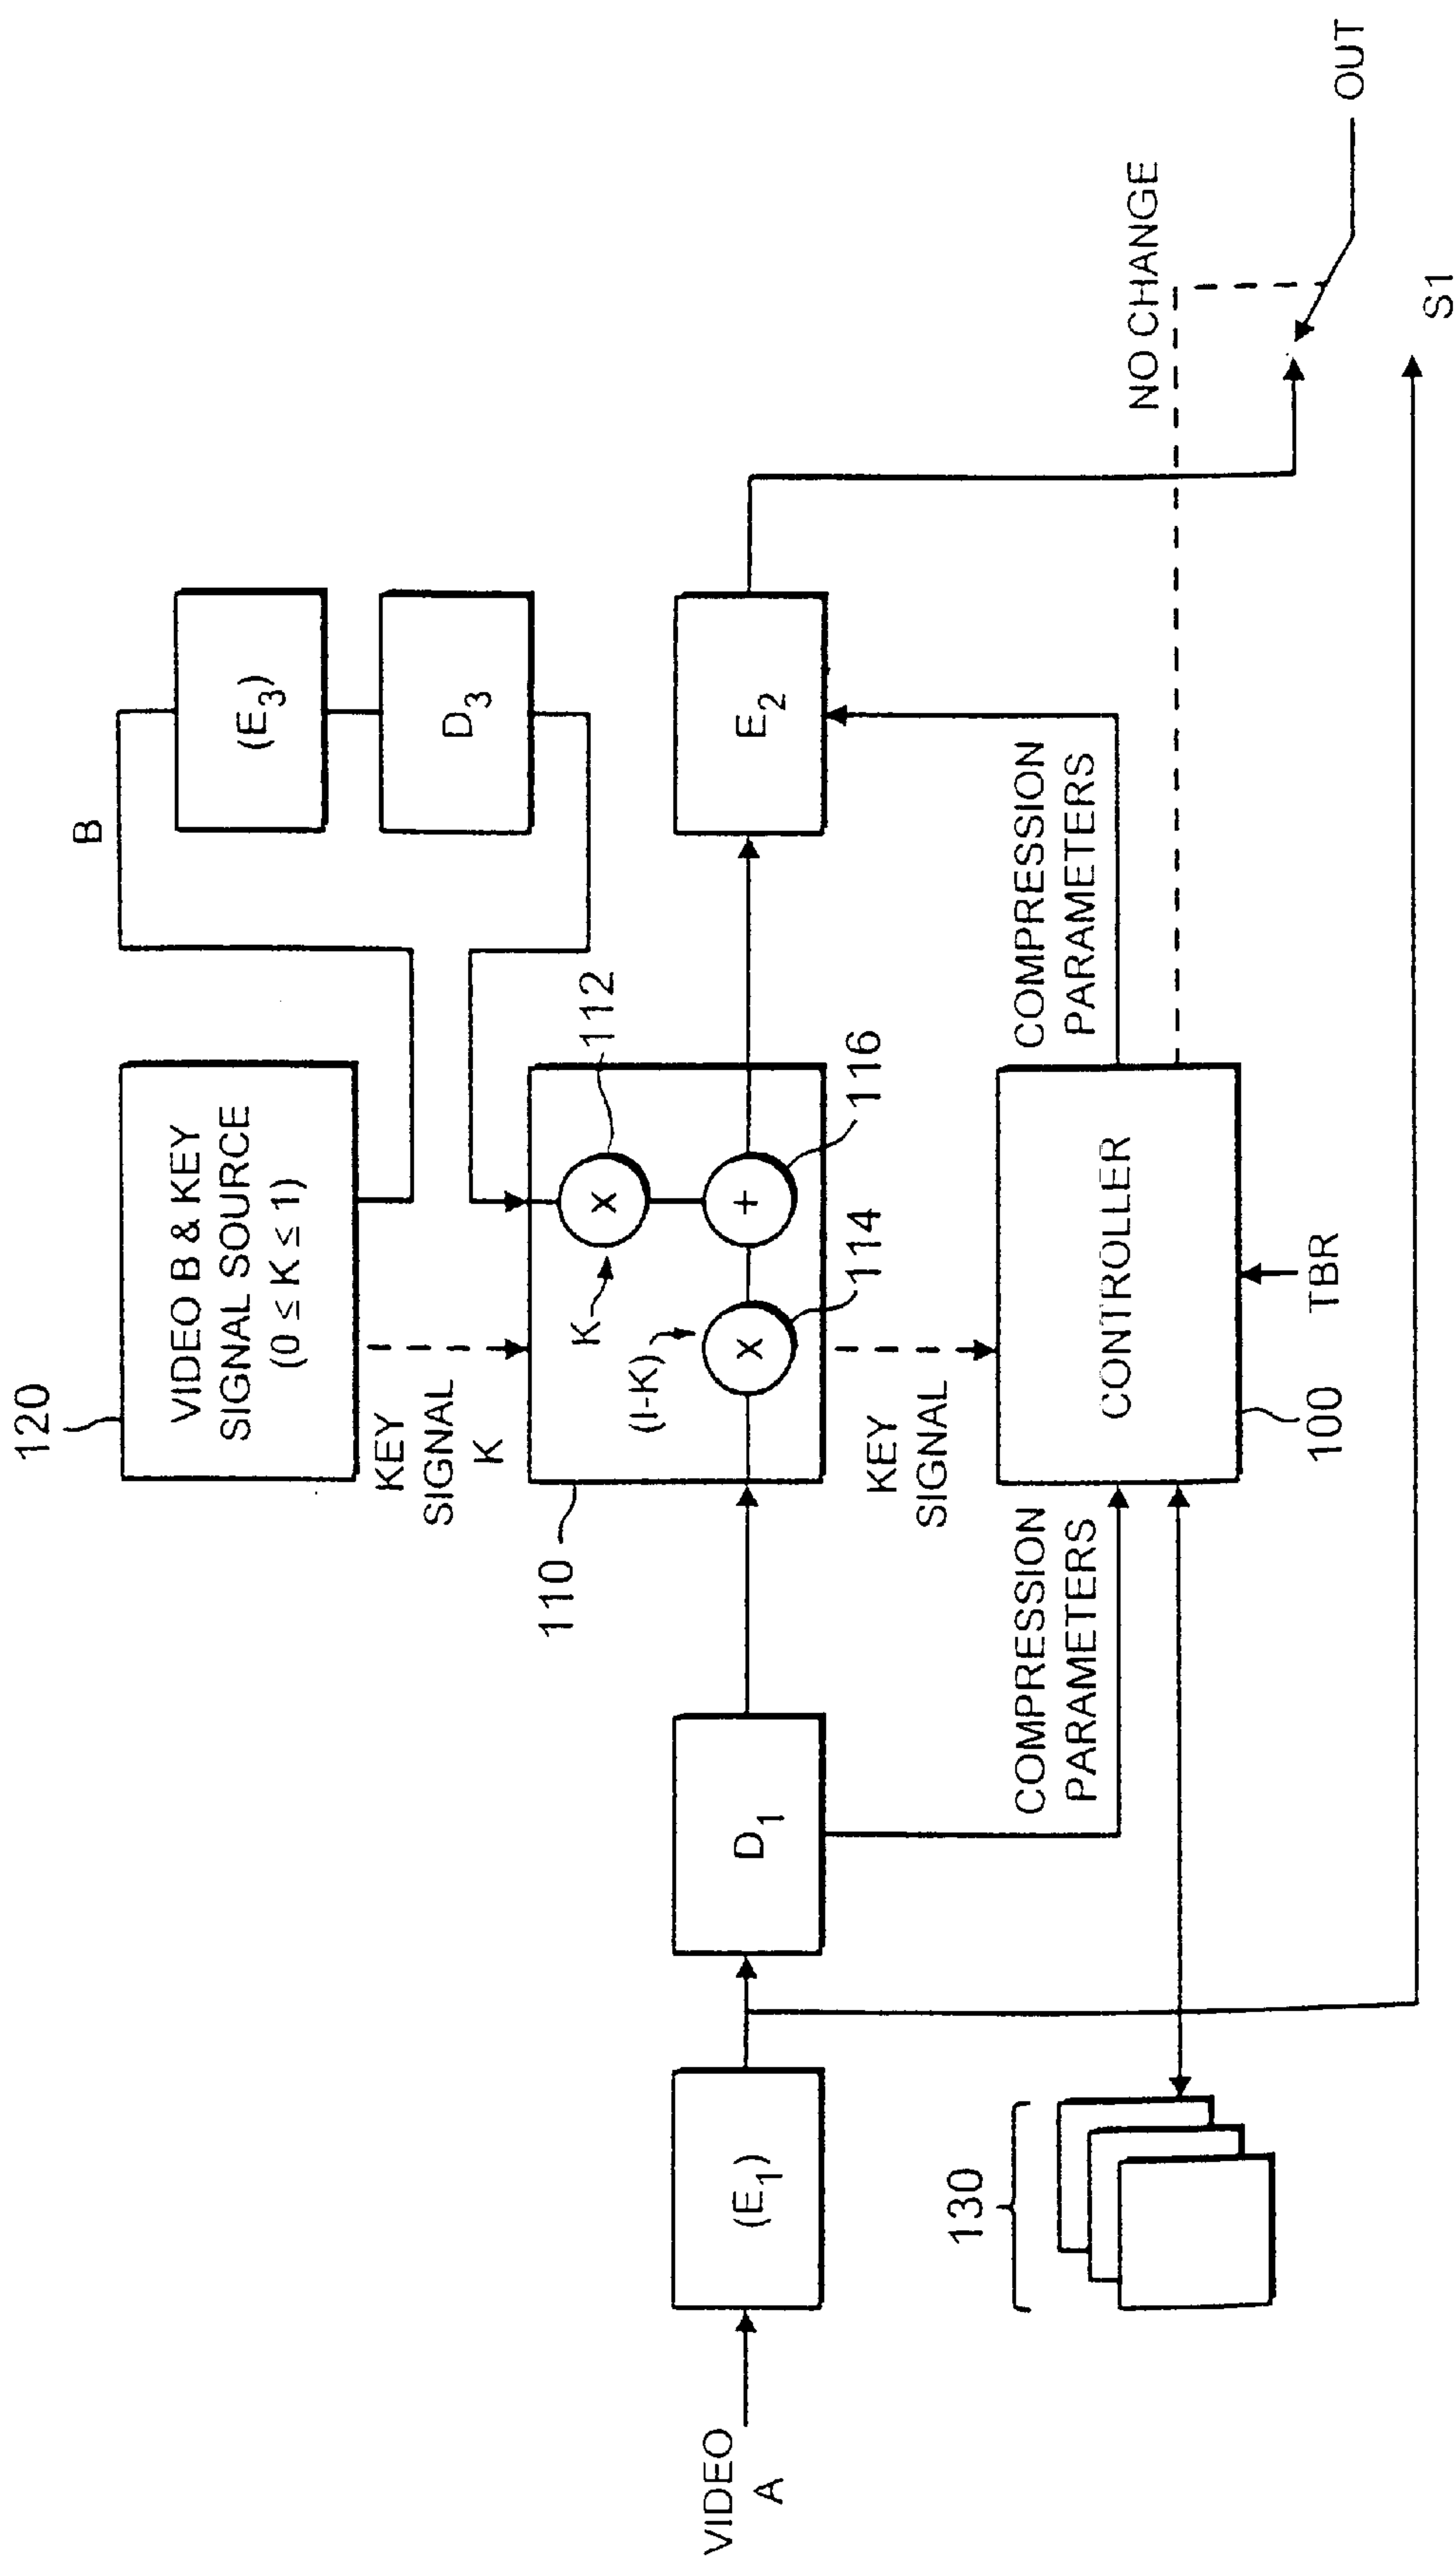 120
VIDEO B & KEY
SIGNAL SOURCE
(0 ≤ K ≤ 1)
B
(E3)
D3
KEY
SIGNAL
K
110
K
112
(I-K)
X
X
+
116
114
VIDEO
A
(E1)
D1
E2
KEY
SIGNAL
COMPRESSION
PARAMETERS
COMPRESSION
PARAMETERS
NO CHANGE
130
CONTROLLER
100
TBR
OUT
S1